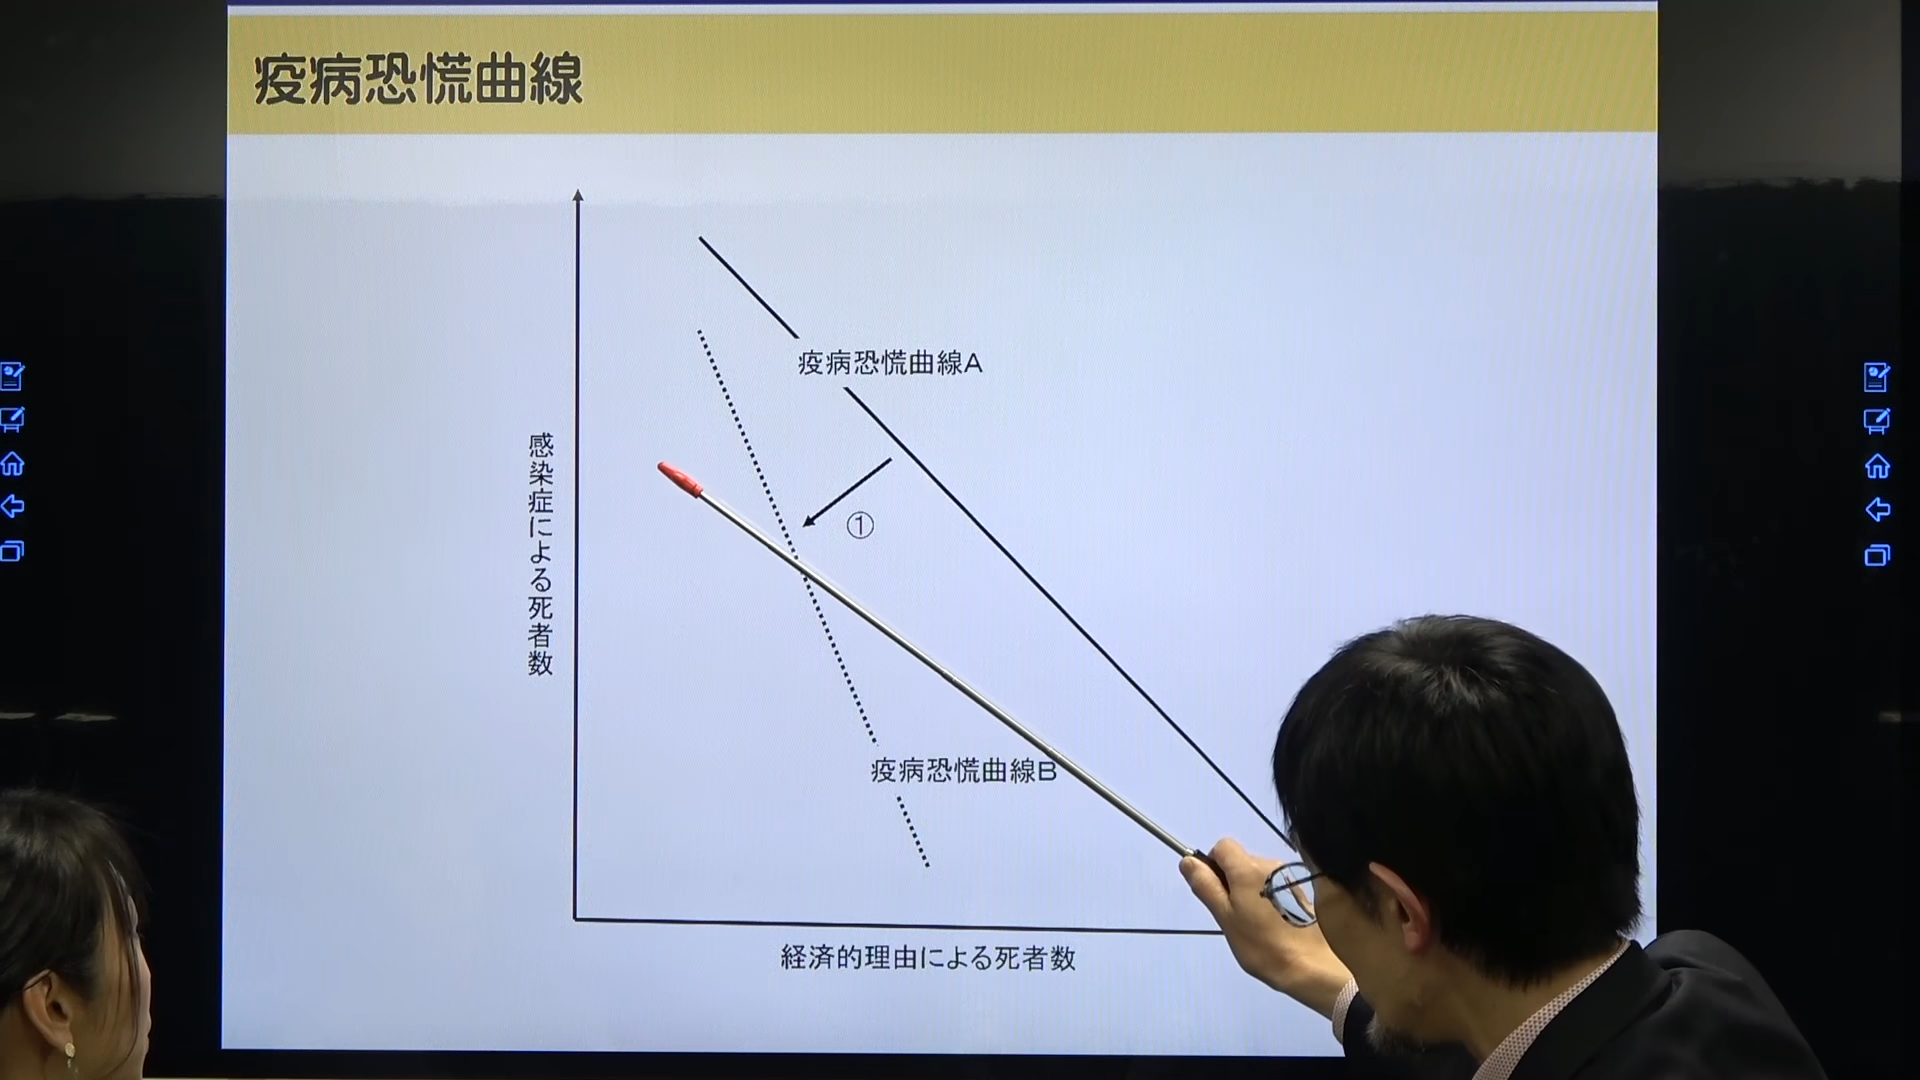 疫病恐慌曲線
疫病恐慌曲線A
①
感染症による死者数
疫病恐慌曲線B
経済的理由による死者数